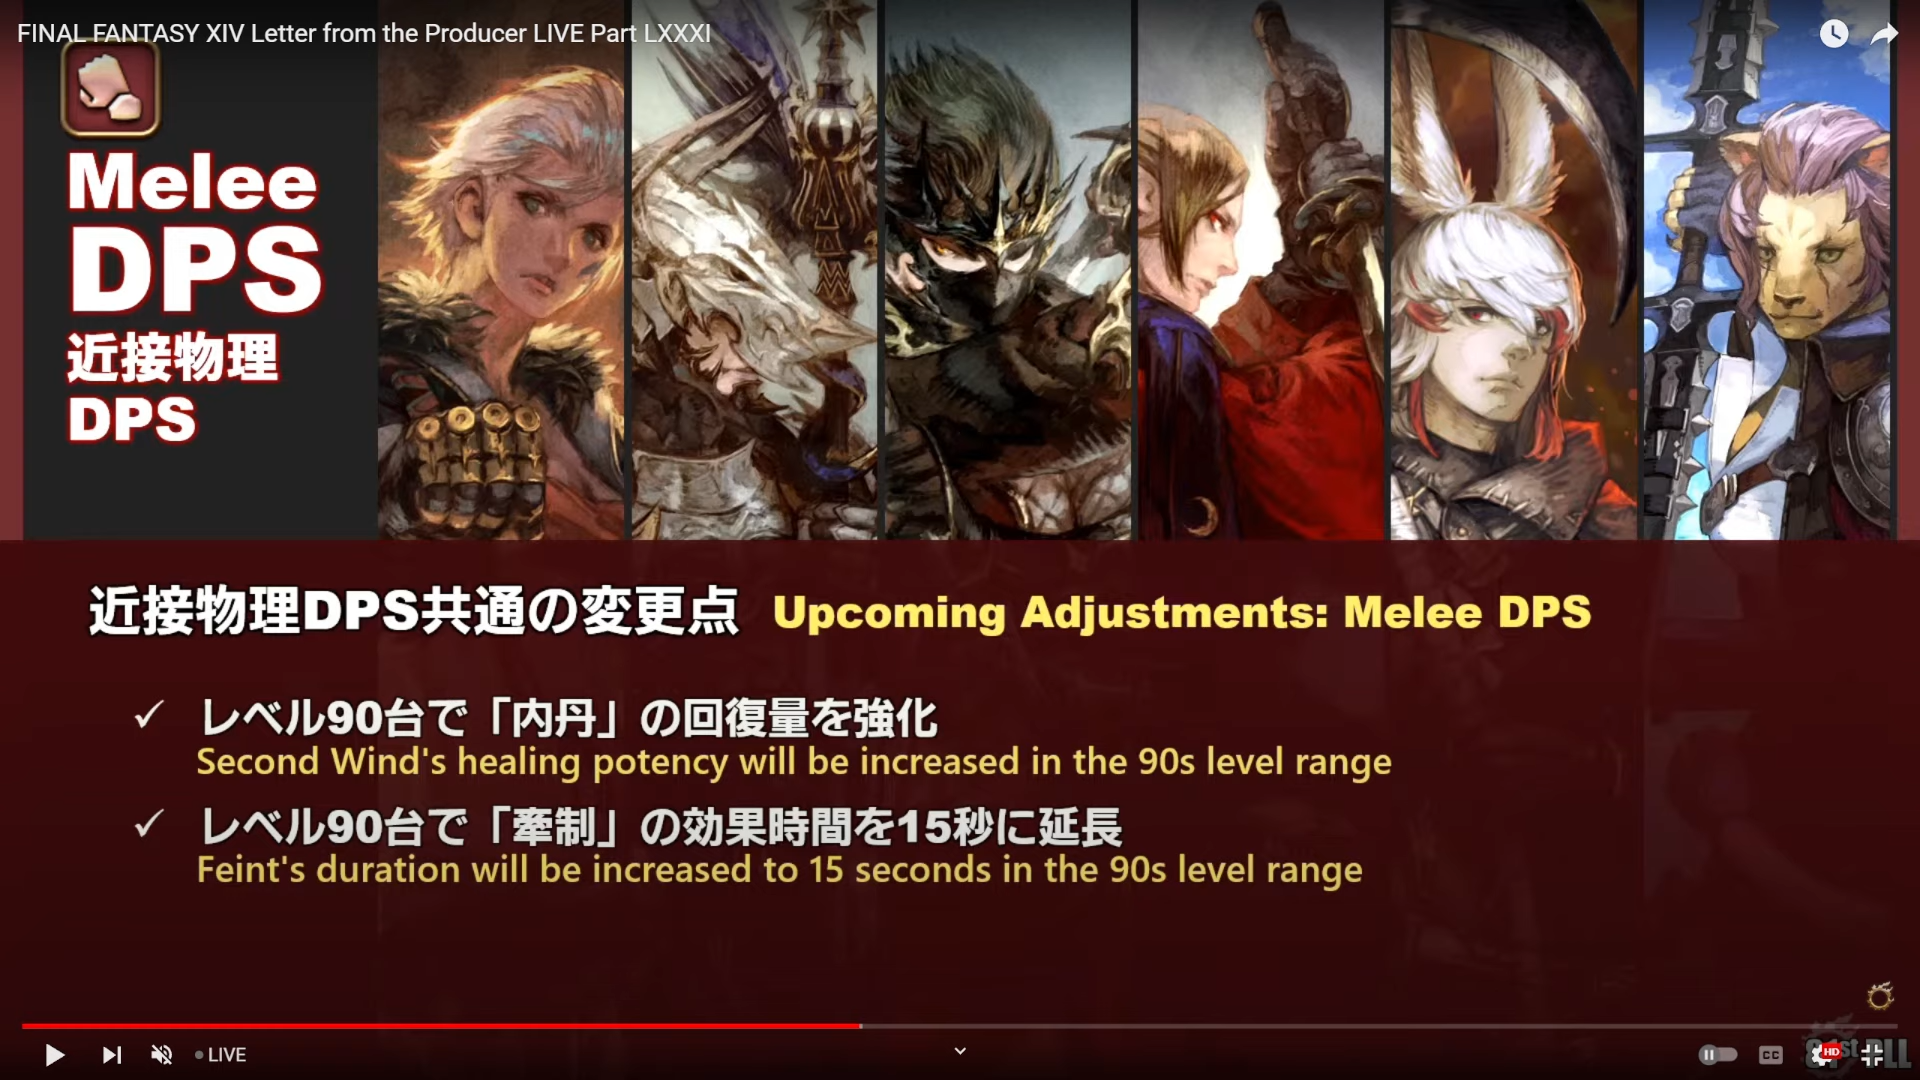 FINAL FANTASY XIV Letter from the Producer LIVE Part LXXXI
Melee
DPS
近接物理
DPS
近接物理DPS共通の変更点 Upcoming Adjustments: Melee DPS
✓ レベル90台で「内丹」の回復量を強化
Second Wind's healing potency will be increased in the 90s level range
✓ レベル90台で「牽制」の効果時間を15秒に延長
Feint's duration will be increased to 15 seconds in the 90s level range
LIVE
CC
HD
81st PLL